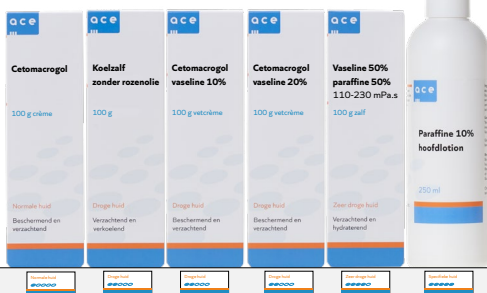 ace
Cetomacrogol
100 g crème
Normale huid
Beschermend en
verzachtend
ace
Koelzalf
zonder rozenolie
100 g
Droge huid
Verzachtend en
verkoelend
ace
Cetomacrogol
vaseline 10%
100 g vetcrème
Droge huid
Beschermend en
verzachtend
ace
Cetomacrogol
vaseline 20%
100 g vetcrème
Droge huid
Beschermend en
verzachtend
ace
Vaseline 50%
paraffine 50%
110-230 mPa.s
100 g zalf
Zeer droge huid
Verzachtend en
hydraterend
ace
Paraffine 10%
hoofdlotion
250 ml
Normale huid
Droge huid
Droge huid
Droge huid
Zeer droge huid
Specifieke huid